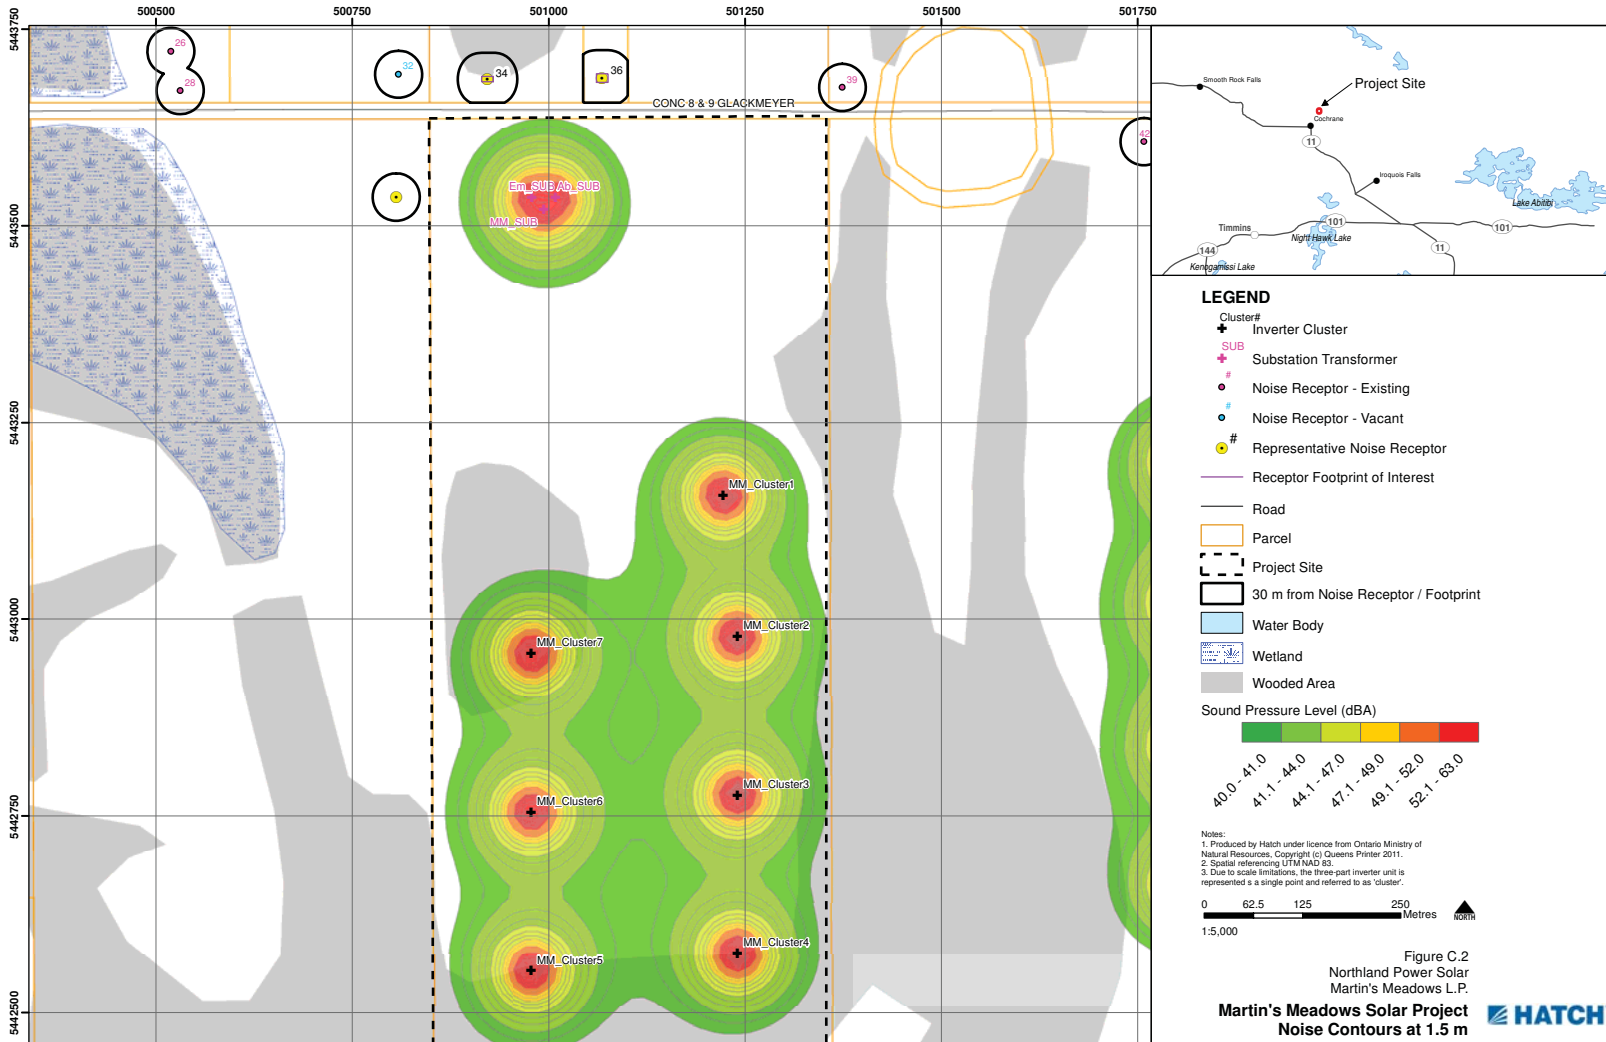 500500 500750 501000 501250 501500 501750
5443750
5443500
5443250
5443000
5442750
5442500
26
28
32
34
36
39
42
CONC 8 & 9 GLACKMEYER
Em_SUB Ab_SUB
MM_SUB
MM_Cluster1
MM_Cluster2
MM_Cluster7
MM_Cluster3
MM_Cluster6
MM_Cluster4
MM_Cluster5
Smooth Rock Falls
Project Site
Cochrane
11
Iroquois Falls
Lake Abitibi
Timmins
101
101
Night Hawk Lake
144
11
Kenogamissi Lake
LEGEND
Cluster#
Inverter Cluster
SUB
Substation Transformer
#
Noise Receptor - Existing
#
Noise Receptor - Vacant
#
Representative Noise Receptor
Receptor Footprint of Interest
Road
Parcel
Project Site
30 m from Noise Receptor / Footprint
Water Body
Wetland
Wooded Area
Sound Pressure Level (dBA)
40.0 - 41.0
41.1 - 44.0
44.1 - 47.0
47.1 - 49.0
49.1 - 52.0
52.1 - 63.0
Notes:
1. Produced by Hatch under licence from Ontario Ministry of
Natural Resources, Copyright (c) Queens Printer 2011.
2. Spatial referencing UTM NAD 83.
3. Due to scale limitations, the three-part inverter unit is
represented s a single point and referred to as 'cluster'.
0 62.5 125 250
Metres
NORTH
1:5,000
Figure C.2
Northland Power Solar
Martin's Meadows L.P.
Martin's Meadows Solar Project
Noise Contours at 1.5 m
HATCH